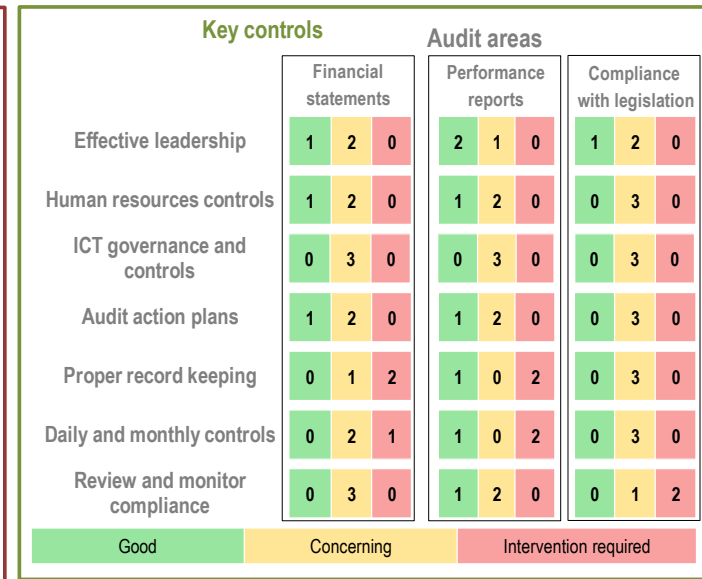 Key controls
Audit areas
Financial statements
Performance reports
Compliance with legislation
Effective leadership 1 2 0 2 1 0 1 2 0
Human resources controls 1 2 0 1 2 0 0 3 0
ICT governance and controls 0 3 0 0 3 0 0 3 0
Audit action plans 1 2 0 1 2 0 0 3 0
Proper record keeping 0 1 2 1 0 2 0 3 0
Daily and monthly controls 0 2 1 1 0 2 0 3 0
Review and monitor compliance 0 3 0 1 2 0 0 1 2
Good Concerning Intervention required